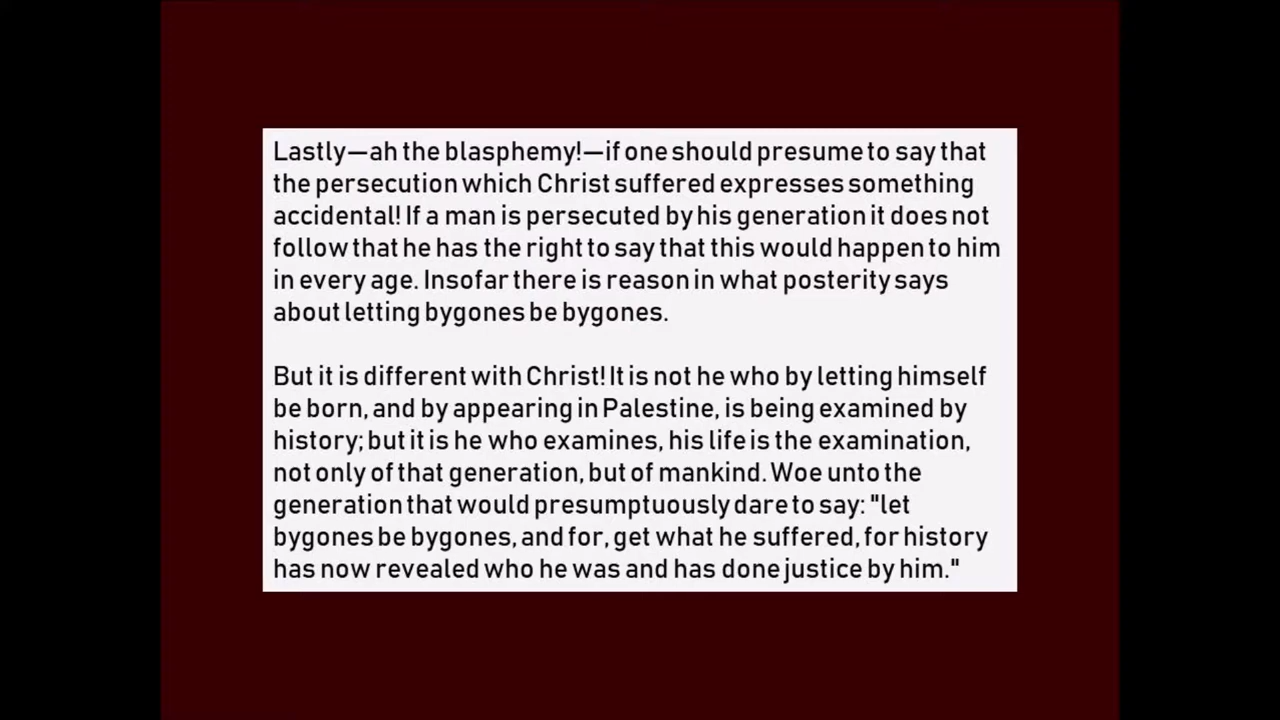 Lastly—ah the blasphemy!—if one should presume to say that
the persecution which Christ suffered expresses something
accidental! If a man is persecuted by his generation it does not
follow that he has the right to say that this would happen to him
in every age. Insofar there is reason in what posterity says
about letting bygones be bygones.
But it is different with Christ! It is not he who by letting himself
be born, and by appearing in Palestine, is being examined by
history; but it is he who examines, his life is the examination,
not only of that generation, but of mankind. Woe unto the
generation that would presumptuously dare to say: "let
bygones be bygones, and for, get what he suffered, for history
has now revealed who he was and has done justice by him."